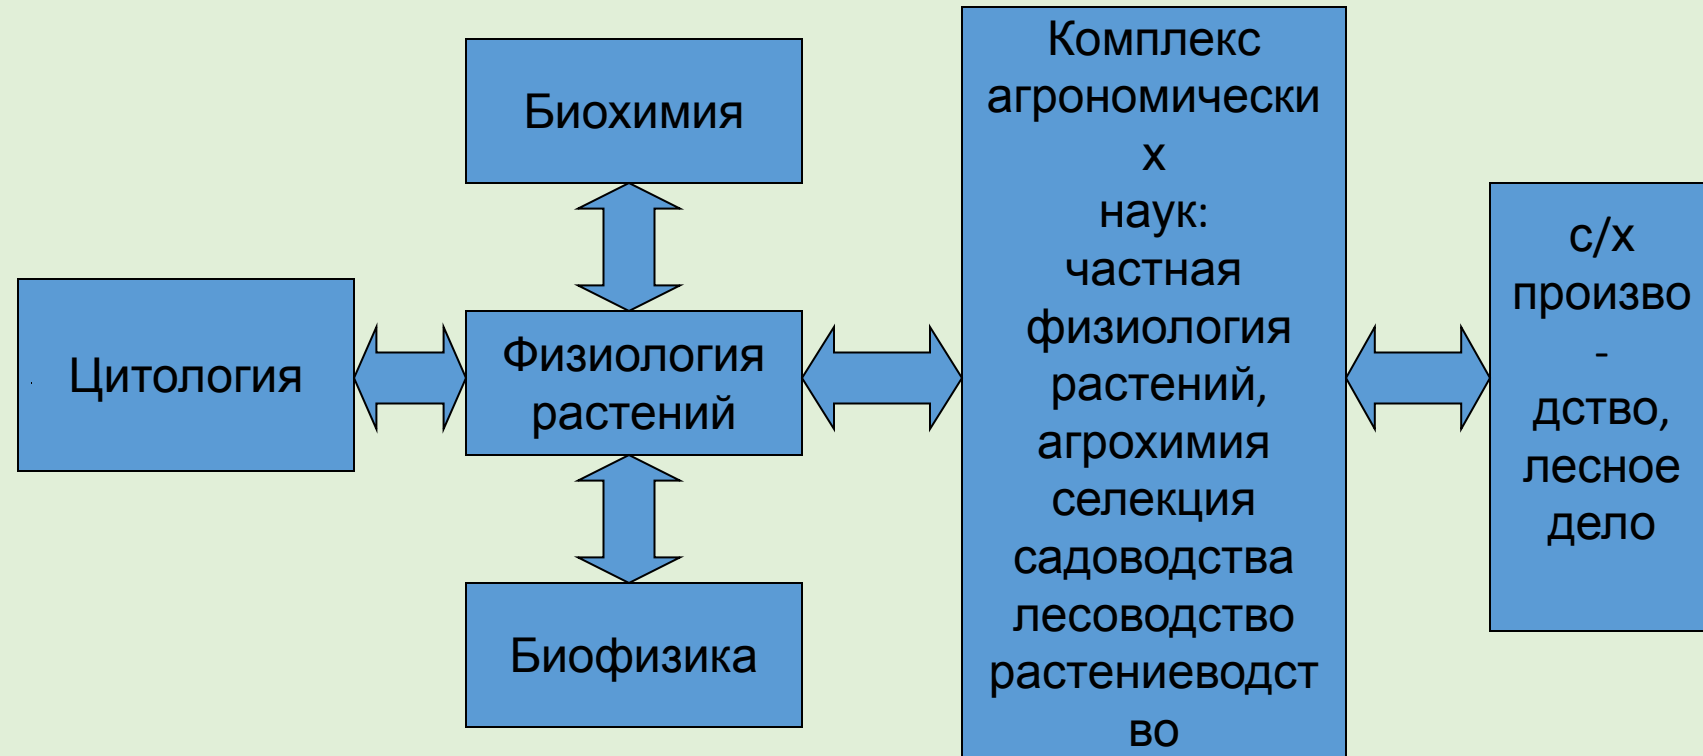 Биохимия
Цитология
Физиология
растений
Биофизика
Комплекс
агрономически
х
наук:
частная
физиология
растений,
агрохимия
селекция
садоводства
лесоводство
растениеводст
во
с/х
произво
-
дство,
лесное
дело